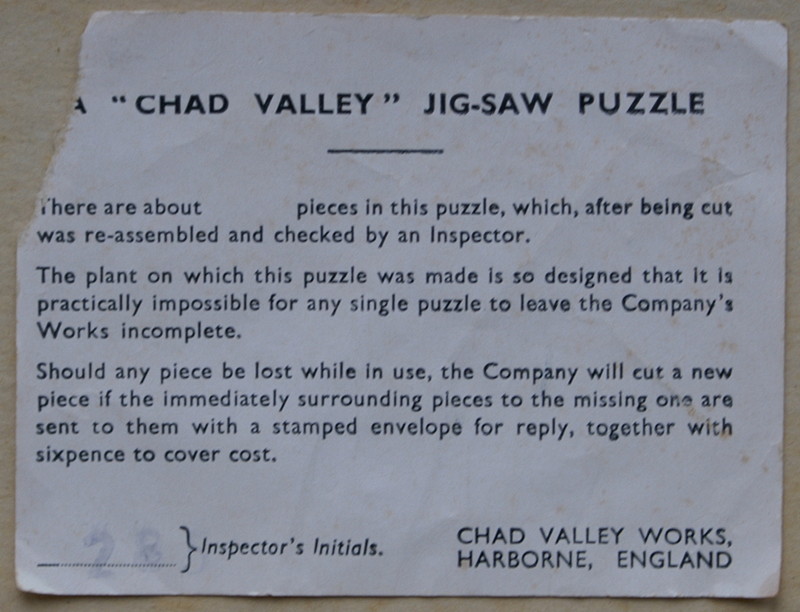 A “CHAD VALLEY” JIG-SAW PUZZLE
There are about pieces in this puzzle, which, after being cut
was re-assembled and checked by an Inspector.
The plant on which this puzzle was made is so designed that it is
practically impossible for any single puzzle to leave the Company's
Works incomplete.
Should any piece be lost while in use, the Company will cut a new
piece if the immediately surrounding pieces to the missing one are
sent to them with a stamped envelope for reply, together with
sixpence to cover cost.
}Inspector's Initials.
CHAD VALLEY WORKS,
HARBORNE, ENGLAND